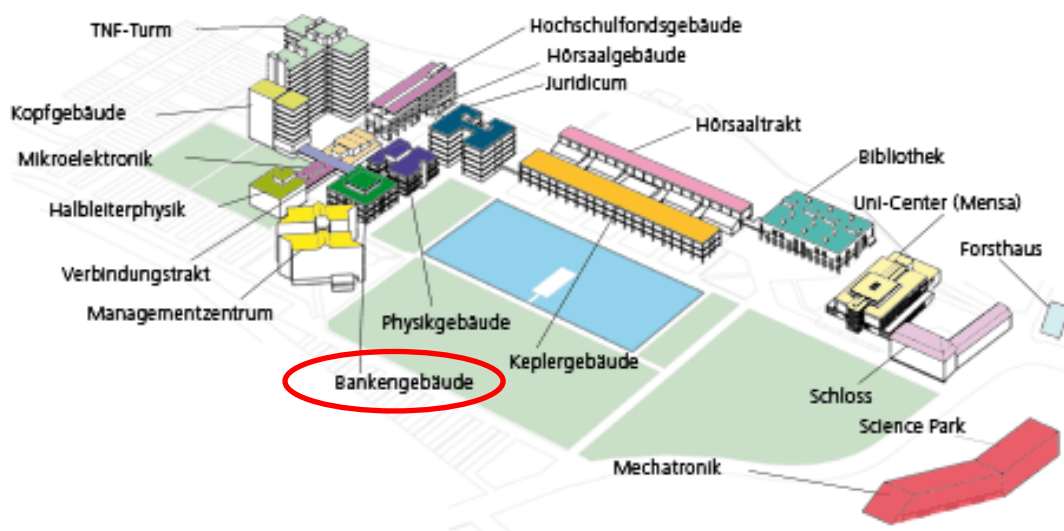 TNF-Turm
Hochschulfondsgebäude
Hörsaalgebäude
Juridicum
Kopfgebäude
Hörsaaltrakt
Mikroelektronik
Bibliothek
Halbleiterphysik
Uni-Center (Mensa)
Forsthaus
Verbindungstrakt
Managementzentrum
Physikgebäude
Keplergebäude
Bankengebäude
Schloss
Science Park
Mechatronik